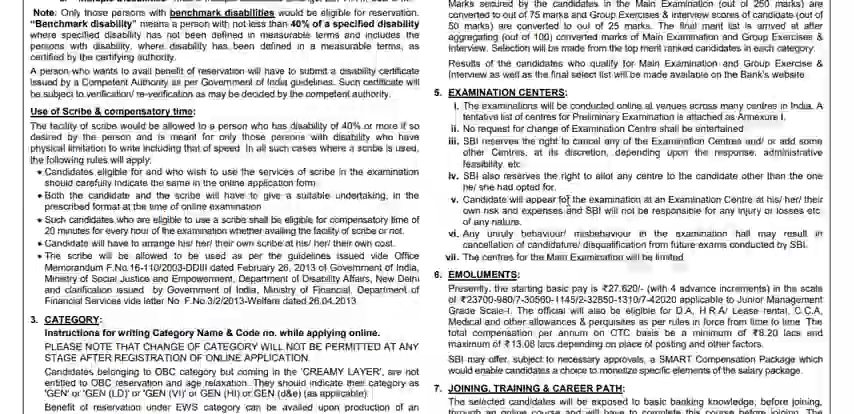 Note: Only those persons with benchmark disabilities would be eligible for reservation.
"Benchmark disability" means a person with not less than 40% of a specified disability
where specified disability has not been defined in measurable terms and includes the
persons with disability, where disability has been defined in a measurable terms, as
certified by the certifying authority.
A person who wants to avail benefit of reservation will have to submit a disability certificate
issued by a Competent Authority as per Government of India guidelines. Such certificate will
be subject to verification/ re-verification as may be decided by the competent authority.
Use of Scribe & compensatory time:
The facility of scribe would be allowed to a person who has disability of 40% or more if so
desired by the person and is meant for only those persons with disability who have
physical limitation to write including that of speed. In all such cases where a scribe is used,
the following rules will apply:
• Candidates eligible for and who wish to use the services of scribe in the examination
should carefully indicate the same in the online application form.
• Both the candidate and the scribe will have to give a suitable undertaking, in the
prescribed format at the time of online examination
• Such candidates who are eligible to use a scribe shall be eligible for compensatory time of
20 minutes for every hour of the examination whether availing the facility of scribe or not.
• Candidate will have to arrange his/ her/ their own scribe at his/ her/ their own cost.
• The scribe will be allowed to be used as per the guidelines issued vide Office
Memorandum F.No.16-110/2003-DDIII dated February 26, 2013 of Government of India,
Ministry of Social Justice and Empowerment, Department of Disability Affairs, New Delhi
and clarification issued by Government of India, Ministry of Financial, Department of
Financial Services vide letter No. F.No.3/2/2013-Welfare dated 26.04.2013
3. CATEGORY:
Instructions for writing Category Name & Code no. while applying online.
PLEASE NOTE THAT CHANGE OF CATEGORY WILL NOT BE PERMITTED AT ANY
STAGE AFTER REGISTRATION OF ONLINE APPLICATION.
Candidates belonging to OBC category but coming in the 'CREAMY LAYER', are not
entitled to OBC reservation and age relaxation. They should indicate their category as
'GEN' or 'GEN (LD)' or 'GEN (VI)' or GEN (HI) or GEN (d&e) (as applicable).
Benefit of reservation under EWS category can be availed upon production of an
Marks secured by the candidates in the Main Examination (out of 250 marks) are
converted to out of 75 marks and Group Exercises & interview scores of candidate (out of
50 marks) are converted to out of 25 marks. The final merit list is arrived at after
aggregating (out of 100) converted marks of Main Examination and Group Exercises &
Interview. Selection will be made from the top merit ranked candidates in each category.
Results of the candidates who qualify for Main Examination and Group Exercise &
Interview as well as the final select list will be made available on the Bank's website
5. EXAMINATION CENTERS:
i. The examinations will be conducted online at venues across many centres in India. A
tentative list of centres for Preliminary Examination is attached as Annexure I.
ii. No request for change of Examination Centre shall be entertained
iii. SBI reserves the right to cancel any of the Examination Centres and/ or add some
other Centres, at its discretion, depending upon the response, administrative
feasibility, etc
iv. SBI also reserves the right to allot any centre to the candidate other than the one
he/ she had opted for.
v. Candidate will appear for the examination at an Examination Centre at his/ her/ their
own risk and expenses and SBI will not be responsible for any injury or losses etc.
of any nature.
vi. Any unruly behaviour/ misbehaviour in the examination hall may result in
cancellation of candidature/ disqualification from future exams conducted by SBI.
vii. The centres for the Main Examination will be limited
6. EMOLUMENTS:
Presently, the starting basic pay is ₹27,620/- (with 4 advance increments) in the scale
of ₹23700-980/7-30560-1145/2-32850-1310/7-42020 applicable to Junior Management
Grade Scale-I. The official will also be eligible for D.A, H.R.A/ Lease rental, C.C.A,
Medical and other allowances & perquisites as per rules in force from time to time. The
total compensation per annum on CTC basis be a minimum of ₹8.20 lacs and
maximum of ₹13.08 lacs depending on place of posting and other factors.
SBI may offer, subject to necessary approvals, a SMART Compensation Package which
would enable candidates a choice to monetize specific elements of the salary package.
7. JOINING, TRAINING & CAREER PATH:
The selected candidates will be exposed to basic banking knowledge, before joining,
through an online course and will have to complete this course before joining. The